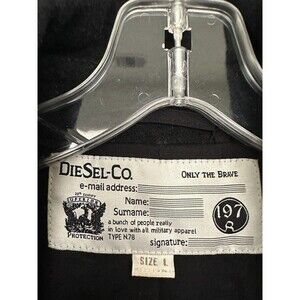 DIESEL-CO.
ONLY THE BRAVE
e-mail address:
Name:
Surname:
a bunch of people really
in love with all military apparel
TYPE N.78
signature:
PROTECTION
197
8
SIZE L